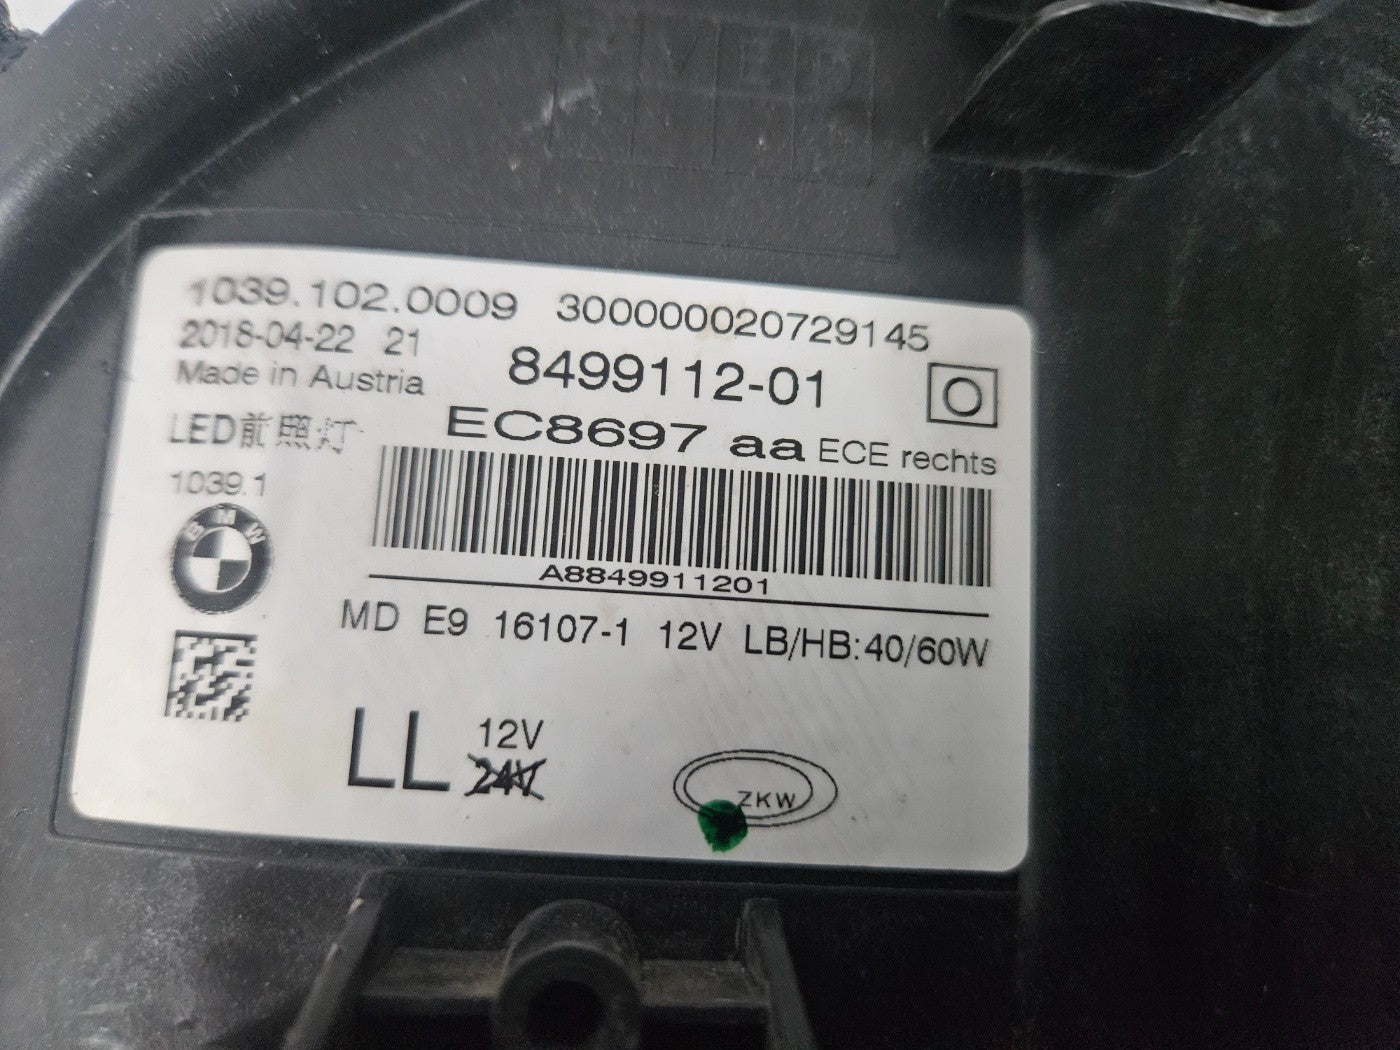 1039.102.0009 300000020729145
2018-04-22 21
8499112-01
Made in Austria
LED前照灯
EC8697 aa ECE rechts
1039.1
BMW
A8849911201
MD E9 16107-1 12V LB/HB:40/60W
LL 12V
24V
ZKW